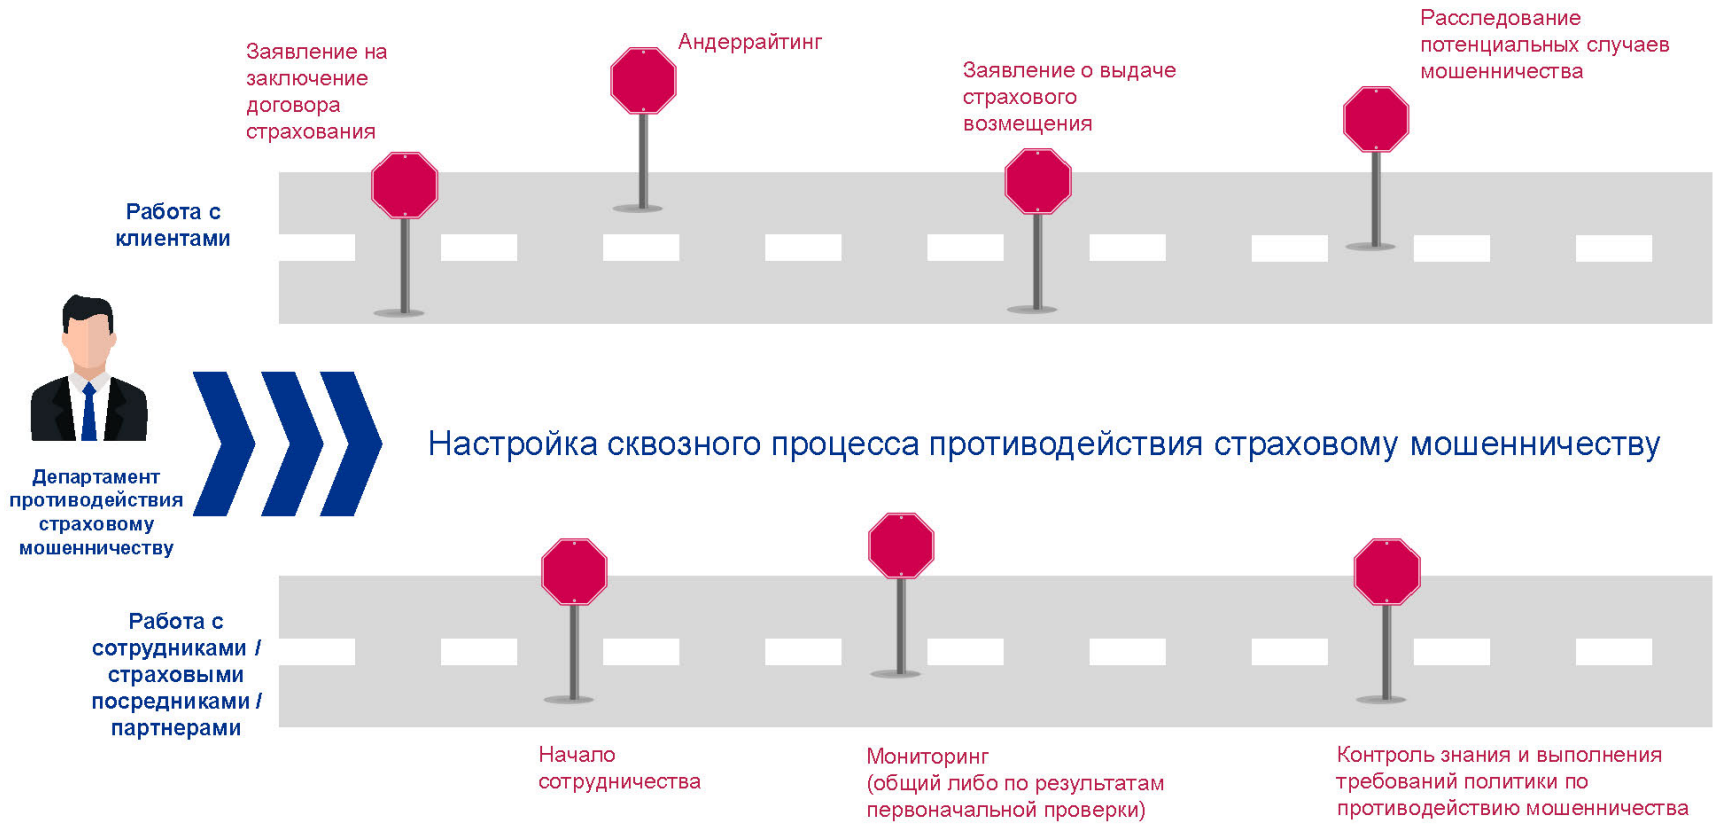 Заявление на
заключение
договора
страхования
Андеррайтинг
Заявление о выдаче
страхового
возмещения
Расследование
потенциальных случаев
мошенничества
Работа с
клиентами
Департамент
противодействия
страховому
мошенничеству
Настройка сквозного процесса противодействия страховому мошенничеству
Работа с
сотрудниками /
страховыми
посредниками /
партнерами
Начало
сотрудничества
Мониторинг
(общий либо по результатам
первоначальной проверки)
Контроль знания и выполнения
требований политики по
противодействию мошенничества